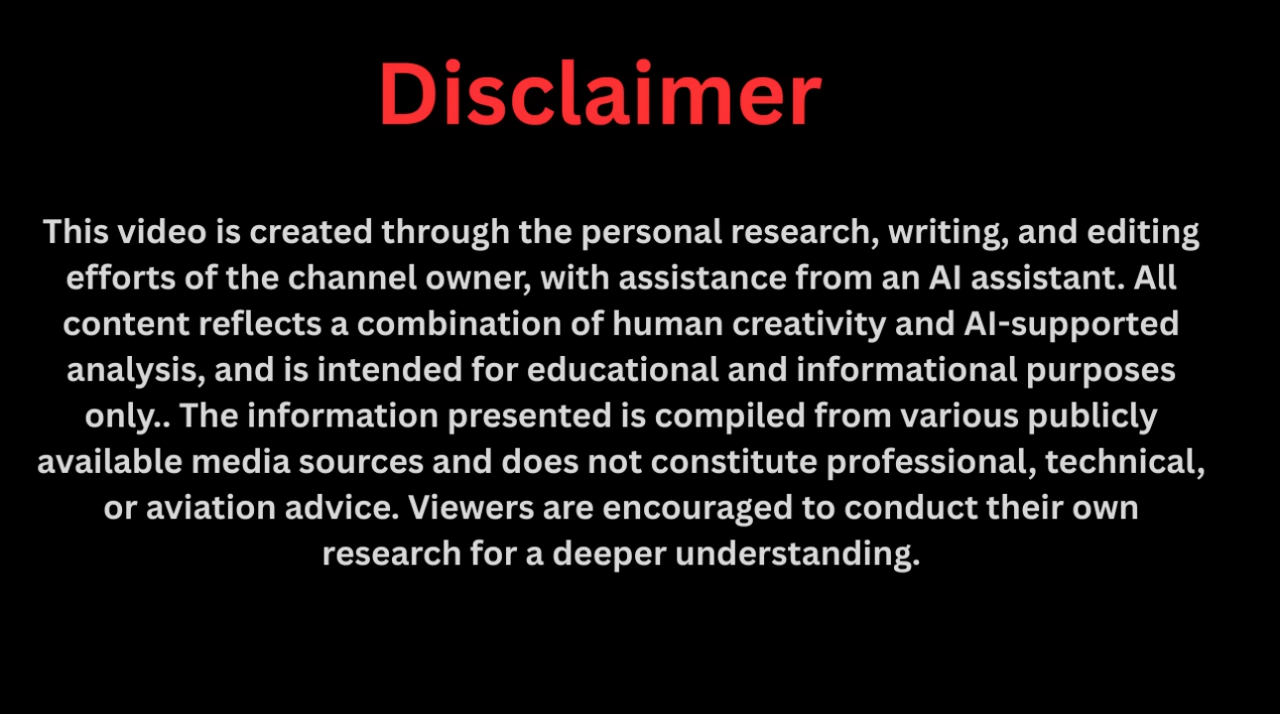 Disclaimer
This video is created through the personal research, writing, and editing
efforts of the channel owner, with assistance from an AI assistant. All
content reflects a combination of human creativity and AI-supported
analysis, and is intended for educational and informational purposes
only.. The information presented is compiled from various publicly
available media sources and does not constitute professional, technical,
or aviation advice. Viewers are encouraged to conduct their own
research for a deeper understanding.